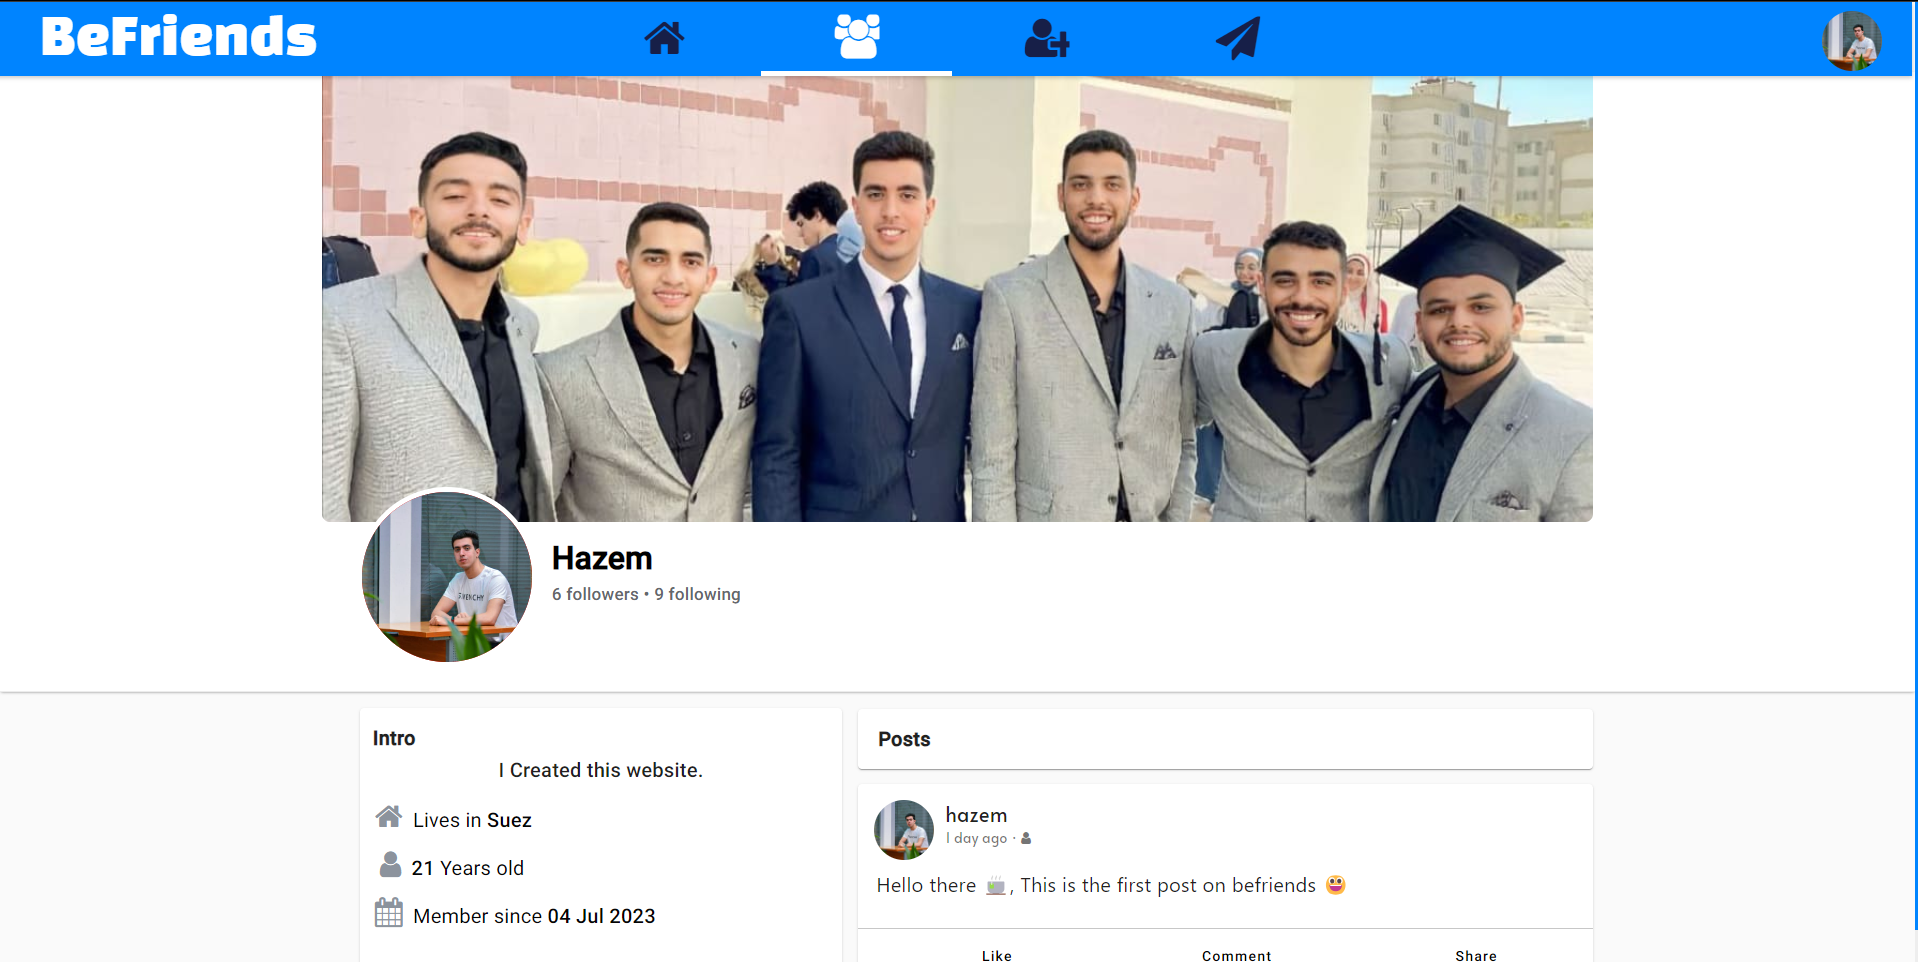 BeFriends
GIVENCHY
Hazem
6 followers • 9 following
Intro
I Created this website.
Lives in Suez
21 Years old
Member since 04 Jul 2023
Posts
hazem
1 day ago ·
Hello there 🍵, This is the first post on befriends 😀
Like
Comment
Share